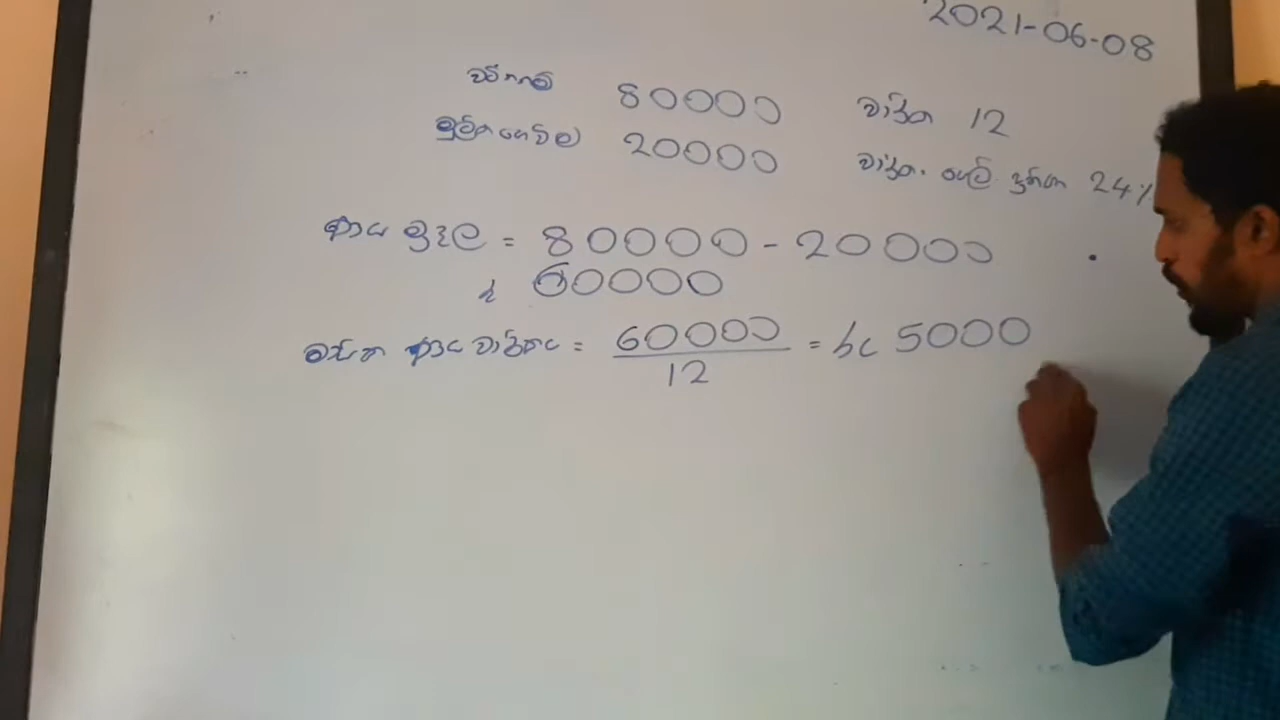 2021-06-08
වටිනාකම 80000 වාරික 12
මුලික ගෙවීම 20000 වාරික. පොලී 24%
ණය මුදල = 80000 - 20000
රු 60000
මාසික ණය වාරිකය = 60000 / 12 = රු 5000